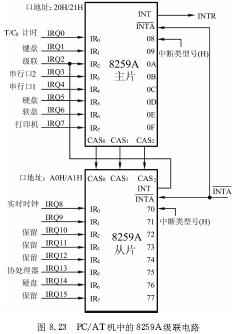 口地址：20H/21H
INT
INTR
INTA
T/C₀ 计时 IRQ0 IR₀ 08
键盘 IRQ1 IR₁ 09
级联 IRQ2 IR₂ 8259A 0A
串行口2 IRQ3 IR₃ 主片 0B
串行口1 IRQ4 IR₄ 0C
硬盘 IRQ5 IR₅ 0D
软盘 IRQ6 IR₆ 0E
打印机 IRQ7 IR₇ 0F
中断类型号(H)
CAS₀ CAS₁ CAS₂
口地址：A0H/A1H
CAS₀ CAS₁ CAS₂
INT
INTA
INTA
实时时钟 IRQ8 IR₀ 70
IRQ9 IR₁ 71
保留 IRQ10 IR₂ 8259A 72
保留 IRQ11 IR₃ 从片 73
保留 IRQ12 IR₄ 74
协处理器 IRQ13 IR₅ 75
硬盘 IRQ14 IR₆ 76
保留 IRQ15 IR₇ 77
中断类型号(H)
图 8.23 PC/AT 机中的 8259A 级联电路